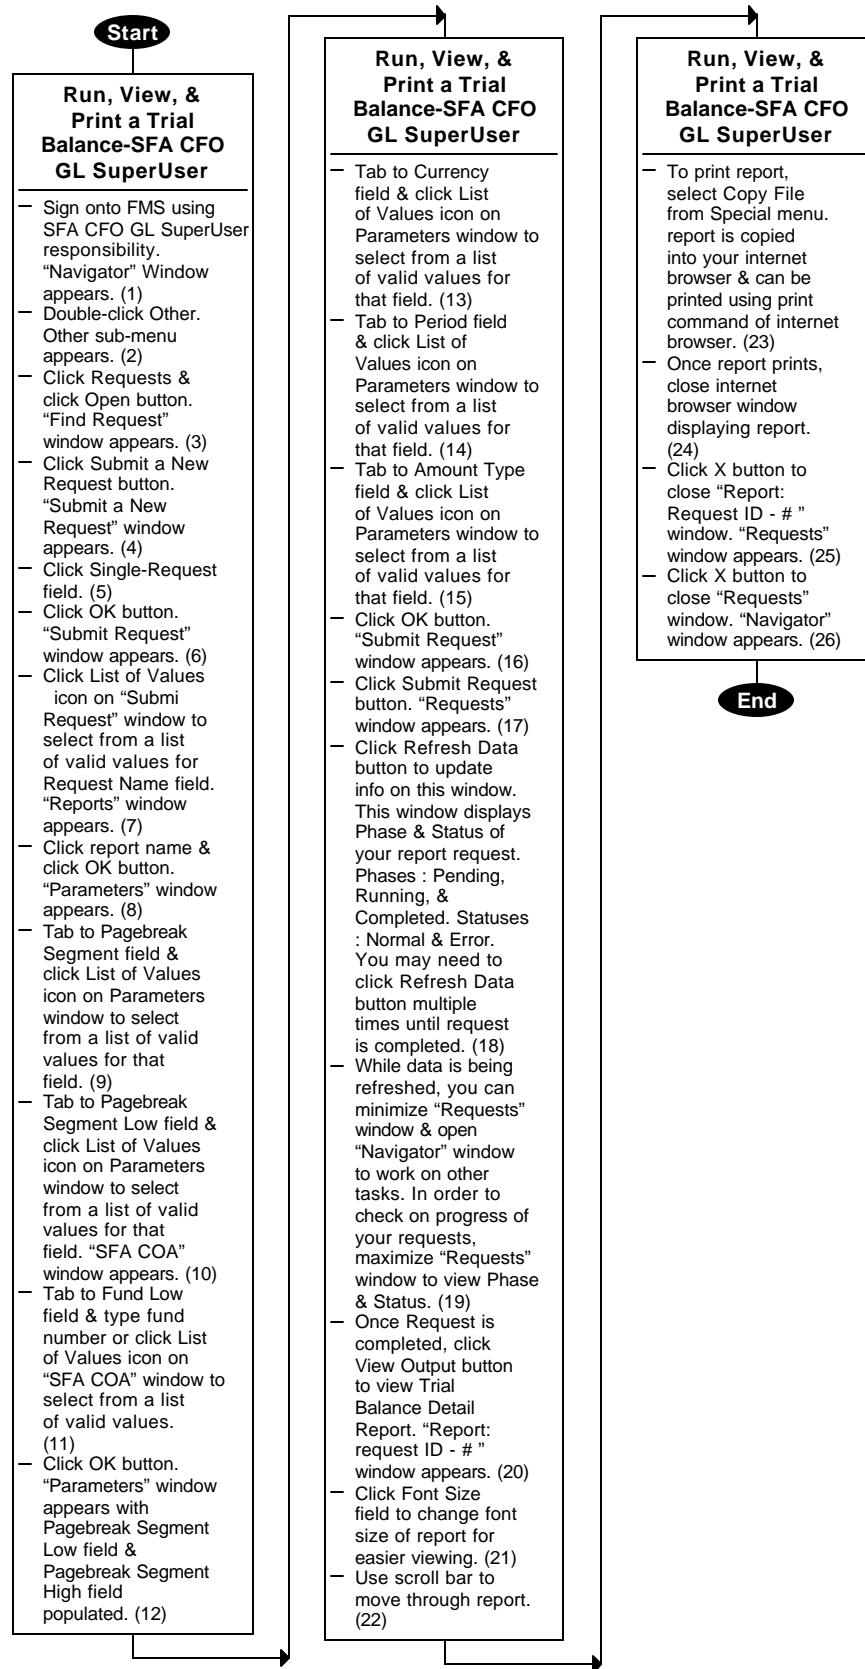 Start
Run, View, &
Print a Trial
Balance-SFA CFO
GL SuperUser
– Sign onto FMS using
SFA CFO GL SuperUser
responsibility.
“Navigator” Window
appears. (1)
– Double-click Other.
Other sub-menu
appears. (2)
– Click Requests &
click Open button.
“Find Request”
window appears. (3)
– Click Submit a New
Request button.
“Submit a New
Request” window
appears. (4)
– Click Single-Request
field. (5)
– Click OK button.
“Submit Request”
window appears. (6)
– Click List of Values
icon on “Submi
Request” window to
select from a list
of valid values for
Request Name field.
“Reports” window
appears. (7)
– Click report name &
click OK button.
“Parameters” window
appears. (8)
– Tab to Pagebreak
Segment field &
click List of Values
icon on Parameters
window to select
from a list of valid
values for that
field. (9)
– Tab to Pagebreak
Segment Low field &
click List of Values
icon on Parameters
window to select
from a list of valid
values for that
field. “SFA COA”
window appears. (10)
– Tab to Fund Low
field & type fund
number or click List
of Values icon on
“SFA COA” window to
select from a list
of valid values.
(11)
– Click OK button.
“Parameters” window
appears with
Pagebreak Segment
Low field &
Pagebreak Segment
High field
populated. (12)
Run, View, &
Print a Trial
Balance-SFA CFO
GL SuperUser
– Tab to Currency
field & click List
of Values icon on
Parameters window to
select from a list
of valid values for
that field. (13)
– Tab to Period field
& click List of
Values icon on
Parameters window to
select from a list
of valid values for
that field. (14)
– Tab to Amount Type
field & click List
of Values icon on
Parameters window to
select from a list
of valid values for
that field. (15)
– Click OK button.
“Submit Request”
window appears. (16)
– Click Submit Request
button. “Requests”
window appears. (17)
– Click Refresh Data
button to update
info on this window.
This window displays
Phase & Status of
your report request.
Phases : Pending,
Running, &
Completed. Statuses
: Normal & Error.
You may need to
click Refresh Data
button multiple
times until request
is completed. (18)
– While data is being
refreshed, you can
minimize “Requests”
window & open
“Navigator” window
to work on other
tasks. In order to
check on progress of
your requests,
maximize “Requests”
window to view Phase
& Status. (19)
– Once Request is
completed, click
View Output button
to view Trial
Balance Detail
Report. “Report:
request ID - # ”
window appears. (20)
– Click Font Size
field to change font
size of report for
easier viewing. (21)
– Use scroll bar to
move through report.
(22)
Run, View, &
Print a Trial
Balance-SFA CFO
GL SuperUser
– To print report,
select Copy File
from Special menu.
report is copied
into your internet
browser & can be
printed using print
command of internet
browser. (23)
– Once report prints,
close internet
browser window
displaying report.
(24)
– Click X button to
close “Report:
Request ID - # ”
window. “Requests”
window appears. (25)
– Click X button to
close “Requests”
window. “Navigator”
window appears. (26)
End